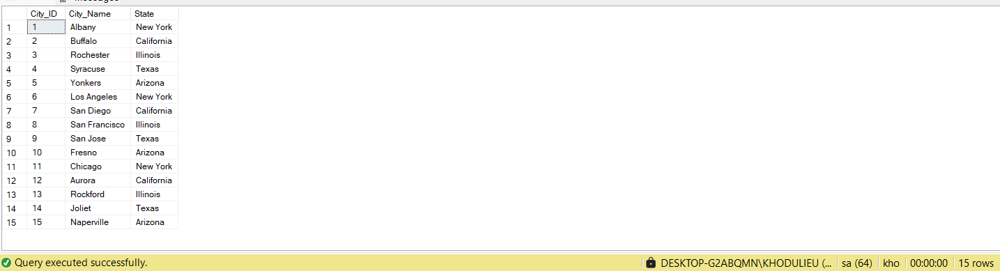 Messages
City_ID City_Name State
1 1 Albany New York
2 2 Buffalo California
3 3 Rochester Illinois
4 4 Syracuse Texas
5 5 Yonkers Arizona
6 6 Los Angeles New York
7 7 San Diego California
8 8 San Francisco Illinois
9 9 San Jose Texas
10 10 Fresno Arizona
11 11 Chicago New York
12 12 Aurora California
13 13 Rockford Illinois
14 14 Joliet Texas
15 15 Naperville Arizona
Query executed successfully. DESKTOP-G2ABQMN\KHODULIEU (... sa (64) kho 00:00:00 15 rows